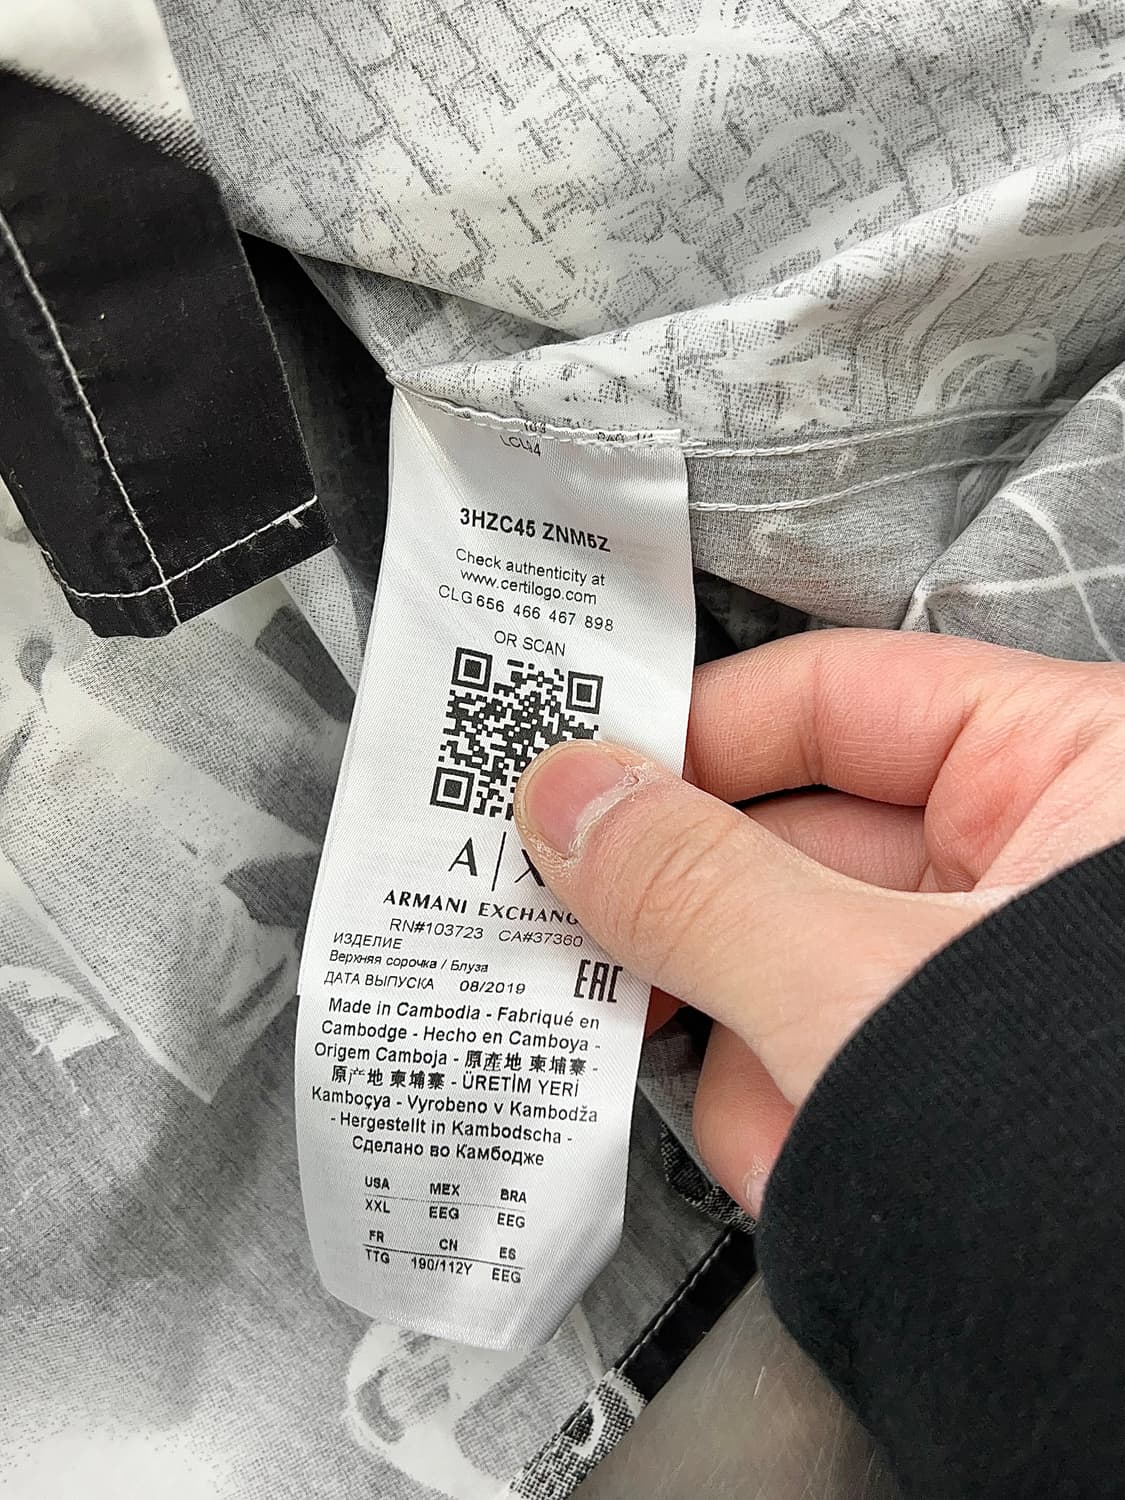 LCL44
3HZC45 ZNM5Z
Check authenticity at
www.certilogo.com
CLG 656 466 467 898
OR SCAN
A|X
ARMANI EXCHANG
RN#103723 CA#37360
ИЗДЕЛИЕ
Верхняя сорочка / Блуза
ДАТА ВЫПУСКА 08/2019 EAC
Made in Cambodia - Fabriqué en
Cambodge - Hecho en Camboya -
Origem Camboja - 原產地 柬埔寨 -
原产地 柬埔寨 - ÜRETİM YERİ
Kamboçya - Vyrobeno v Kambodža
- Hergestellt in Kambodscha -
Сделано во Камбодже
USA MEX BRA
XXL EEG EEG
FR CN ES
TTG 190/112Y EEG